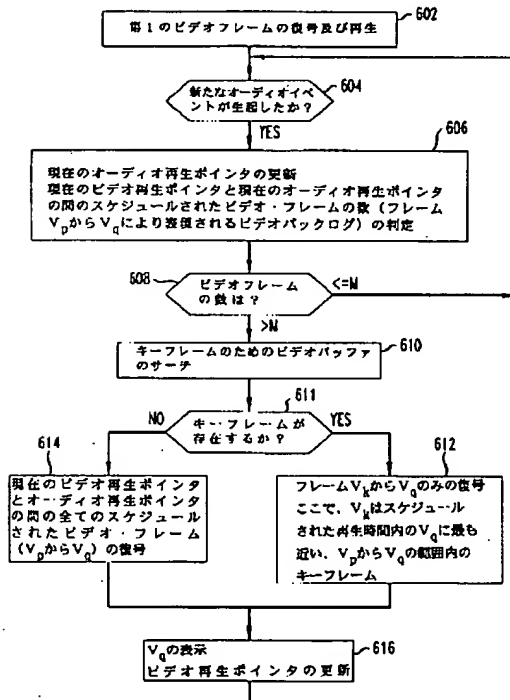 第1のビデオフレームの復号及び再生
602
新たなオーディオイベ
ントが生起したか？
604
YES
606
現在のオーディオ再生ポインタの更新
現在のビデオ再生ポインタと現在のオーディオ再生ポインタ
の間のスケジュールされたビデオ・フレームの数（フレーム
VpからVqにより表現されるビデオバックログ）の判定
608
ビデオフレーム
の数は？
<=M
>M
キーフレームのためのビデオバッファ
のサーチ
610
611
キー・フレームが
存在するか？
NO
YES
614
現在のビデオ再生ポインタ
とオーディオ再生ポインタ
の間の全てのスケジュール
されたビデオ・フレーム
（VpからVq）の復号
612
フレームVkからVqのみの復号
ここで、Vkはスケジュール
された再生時間内のVqに最も
近い、VpからVqの範囲内の
キーフレーム
Vqの表示
ビデオ再生ポインタの更新
616